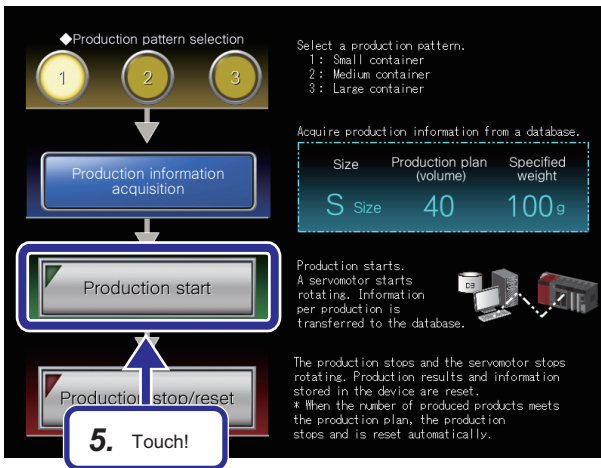 ◆Production pattern selection
1 2 3
Select a production pattern.
1: Small container
2: Medium container
3: Large container
Production information
acquisition
Acquire production information from a database.
Size Production plan (volume) Specified weight
S Size 40 100 g
Production start
Production starts.
A servomotor starts
rotating. Information
per production is
transferred to the database.
DB
Production stop/reset
The production stops and the servomotor stops
rotating. Production results and information
stored in the device are reset.
* When the number of produced products meets
the production plan, the production
stops and is reset automatically.
5. Touch!